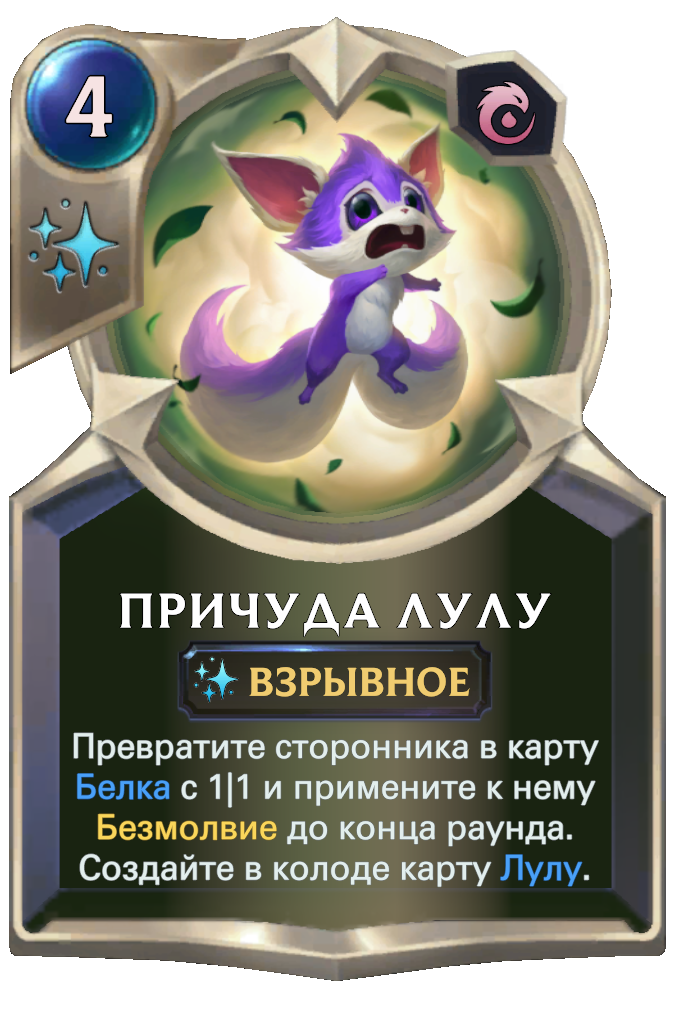 4
ПРИЧУДА ЛУЛУ
ВЗРЫВНОЕ
Превратите сторонника в карту
Белка с 1|1 и примените к нему
Безмолвие до конца раунда.
Создайте в колоде карту Лулу.